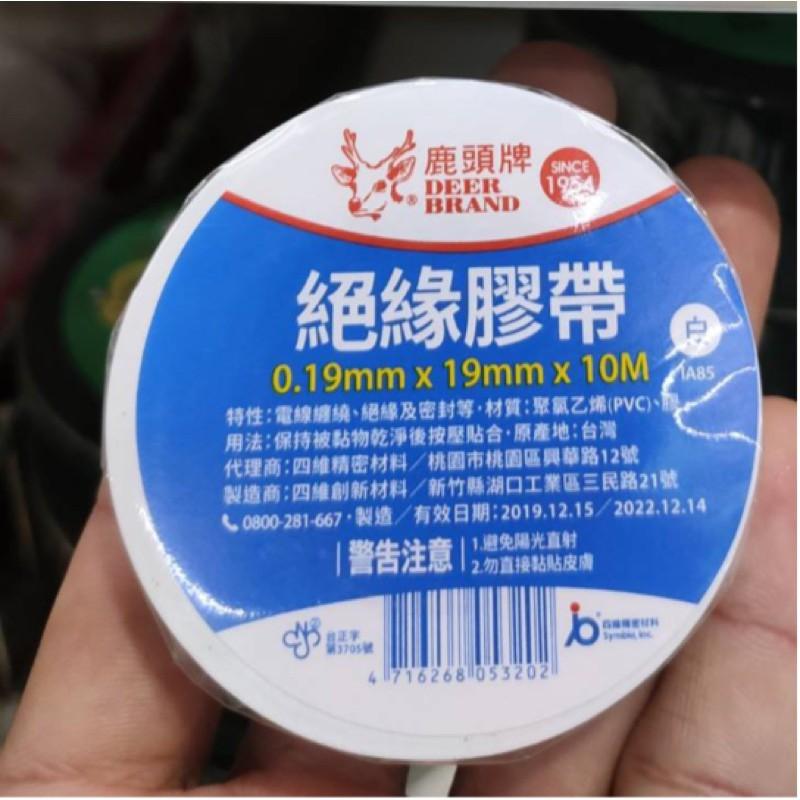 鹿頭牌
DEER
BRAND
®
SINCE
1954
絕緣膠帶
白
IA85
0.19mm x 19mm x 10M
特性：電線纏繞、絕緣及密封等・材質：聚氯乙烯(PVC)、膠
用法：保持被黏物乾淨後按壓貼合・原產地：台灣
代理商：四維精密材料／桃園市桃園區興華路12號
製造商：四維創新材料／新竹縣湖口工業區三民路21號
0800-281-667・製造／有效日期：2019.12.15／2022.12.14
警告注意
1.避免陽光直射
2.勿直接黏貼皮膚
台正字
第3705號
4 716268 053202
四維精密材料
Symbio, Inc.